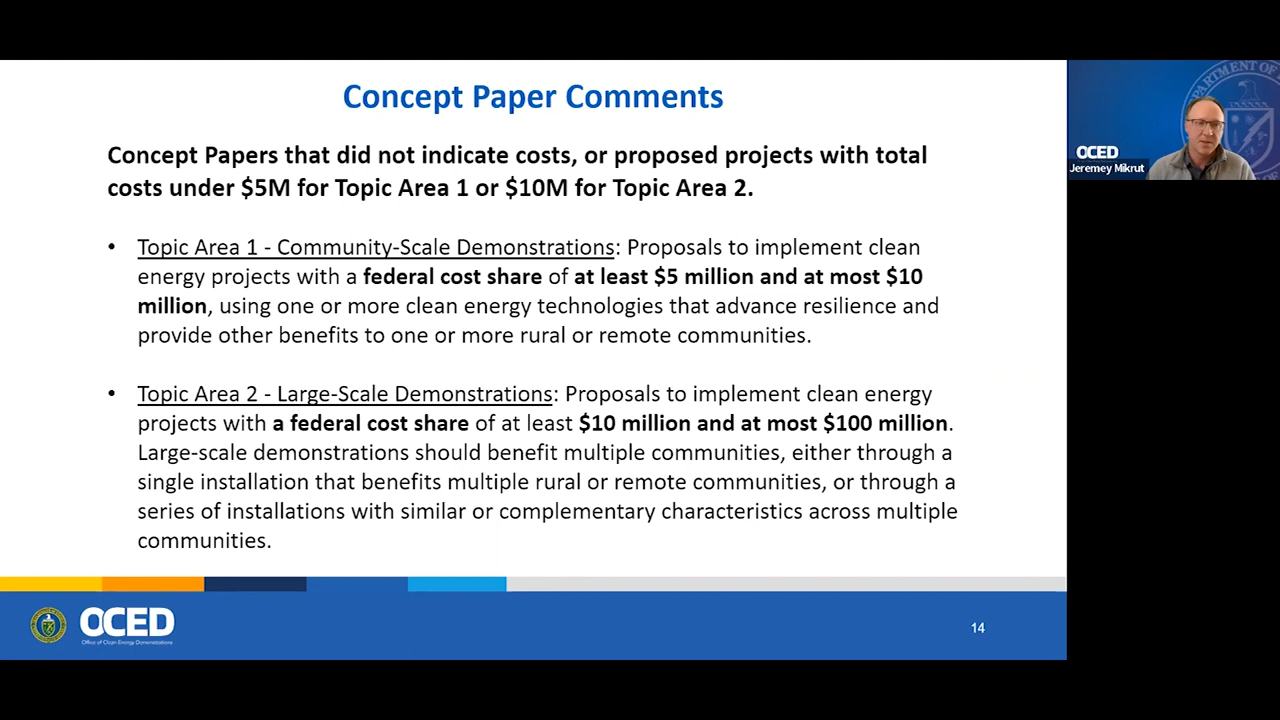 Concept Paper Comments
Concept Papers that did not indicate costs, or proposed projects with total
costs under $5M for Topic Area 1 or $10M for Topic Area 2.
• Topic Area 1 - Community-Scale Demonstrations: Proposals to implement clean
energy projects with a federal cost share of at least $5 million and at most $10
million, using one or more clean energy technologies that advance resilience and
provide other benefits to one or more rural or remote communities.
• Topic Area 2 - Large-Scale Demonstrations: Proposals to implement clean energy
projects with a federal cost share of at least $10 million and at most $100 million.
Large-scale demonstrations should benefit multiple communities, either through a
single installation that benefits multiple rural or remote communities, or through a
series of installations with similar or complementary characteristics across multiple
communities.
OCED
Office of Clean Energy Demonstrations
14
OCED
Jeremey Mikrut